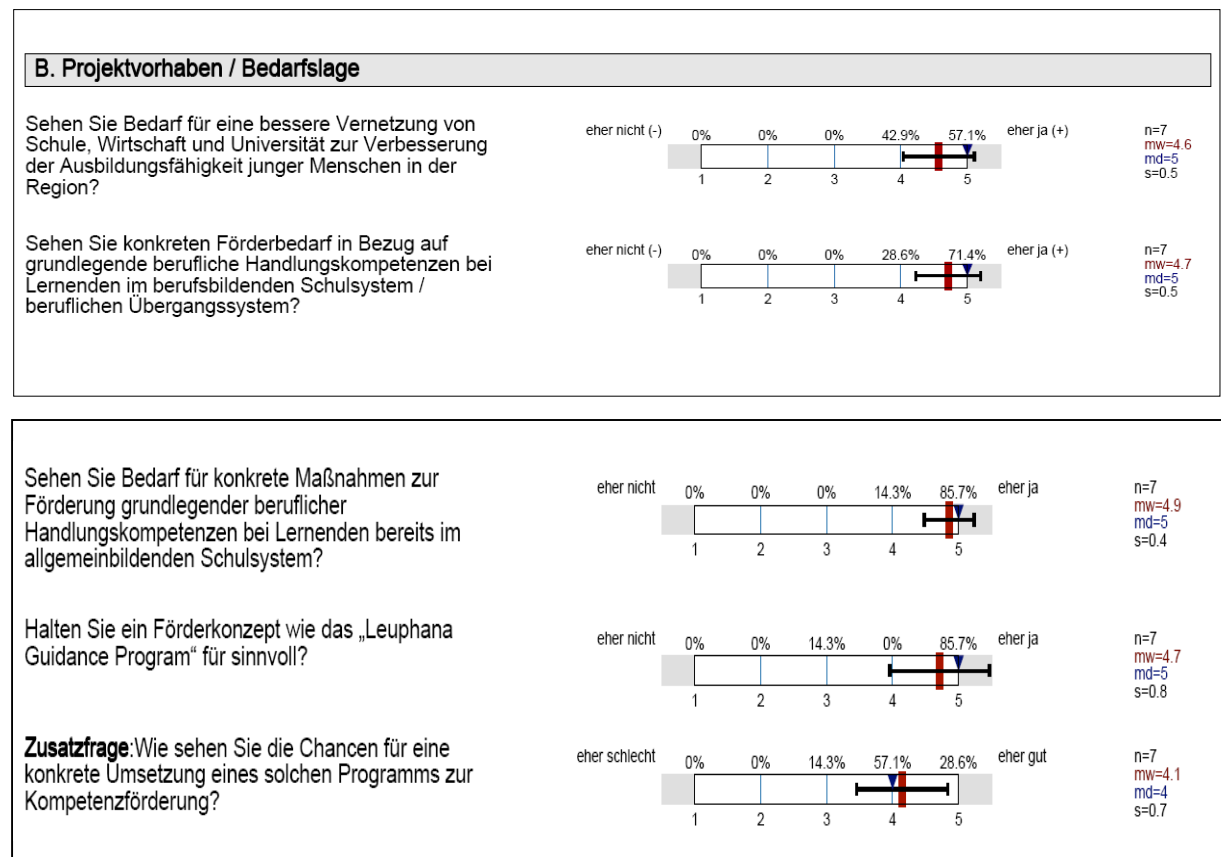 B. Projektvorhaben / Bedarfslage
Sehen Sie Bedarf für eine bessere Vernetzung von
Schule, Wirtschaft und Universität zur Verbesserung
der Ausbildungsfähigkeit junger Menschen in der
Region?
eher nicht (-)
0% 0% 0% 42.9% 57.1%
eher ja (+)
1 2 3 4 5
n=7
mw=4.6
md=5
s=0.5
Sehen Sie konkreten Förderbedarf in Bezug auf
grundlegende berufliche Handlungskompetenzen bei
Lernenden im berufsbildenden Schulsystem /
beruflichen Übergangssystem?
eher nicht (-)
0% 0% 0% 28.6% 71.4%
eher ja (+)
1 2 3 4 5
n=7
mw=4.7
md=5
s=0.5
Sehen Sie Bedarf für konkrete Maßnahmen zur
Förderung grundlegender beruflicher
Handlungskompetenzen bei Lernenden bereits im
allgemeinbildenden Schulsystem?
eher nicht
0% 0% 0% 14.3% 85.7%
eher ja
1 2 3 4 5
n=7
mw=4.9
md=5
s=0.4
Halten Sie ein Förderkonzept wie das „Leuphana
Guidance Program“ für sinnvoll?
eher nicht
0% 0% 14.3% 0% 85.7%
eher ja
1 2 3 4 5
n=7
mw=4.7
md=5
s=0.8
Zusatzfrage:Wie sehen Sie die Chancen für eine
konkrete Umsetzung eines solchen Programms zur
Kompetenzförderung?
eher schlecht
0% 0% 14.3% 57.1% 28.6%
eher gut
1 2 3 4 5
n=7
mw=4.1
md=4
s=0.7